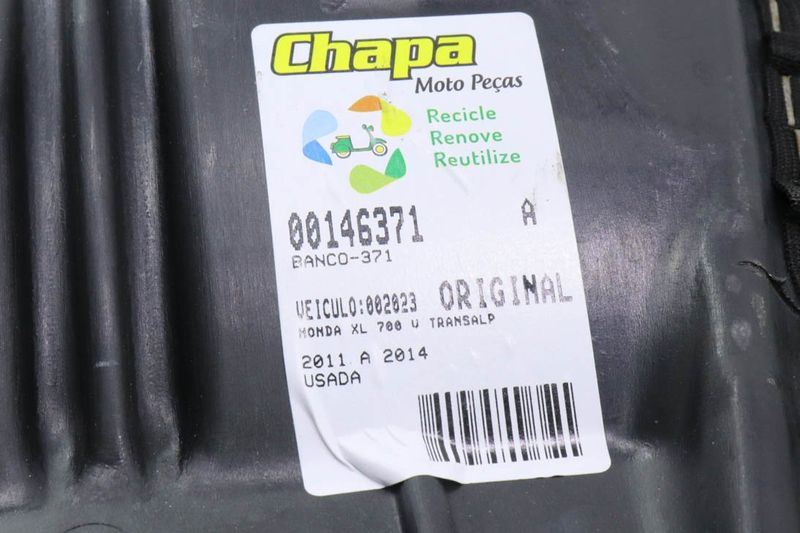 Chapa
Moto Peças
Recicle
Renove
Reutilize
00146371 A
BANCO-371
VEICULO:002023 ORIGINAL
HONDA XL 700 V TRANSALP
2011 A 2014
USADA